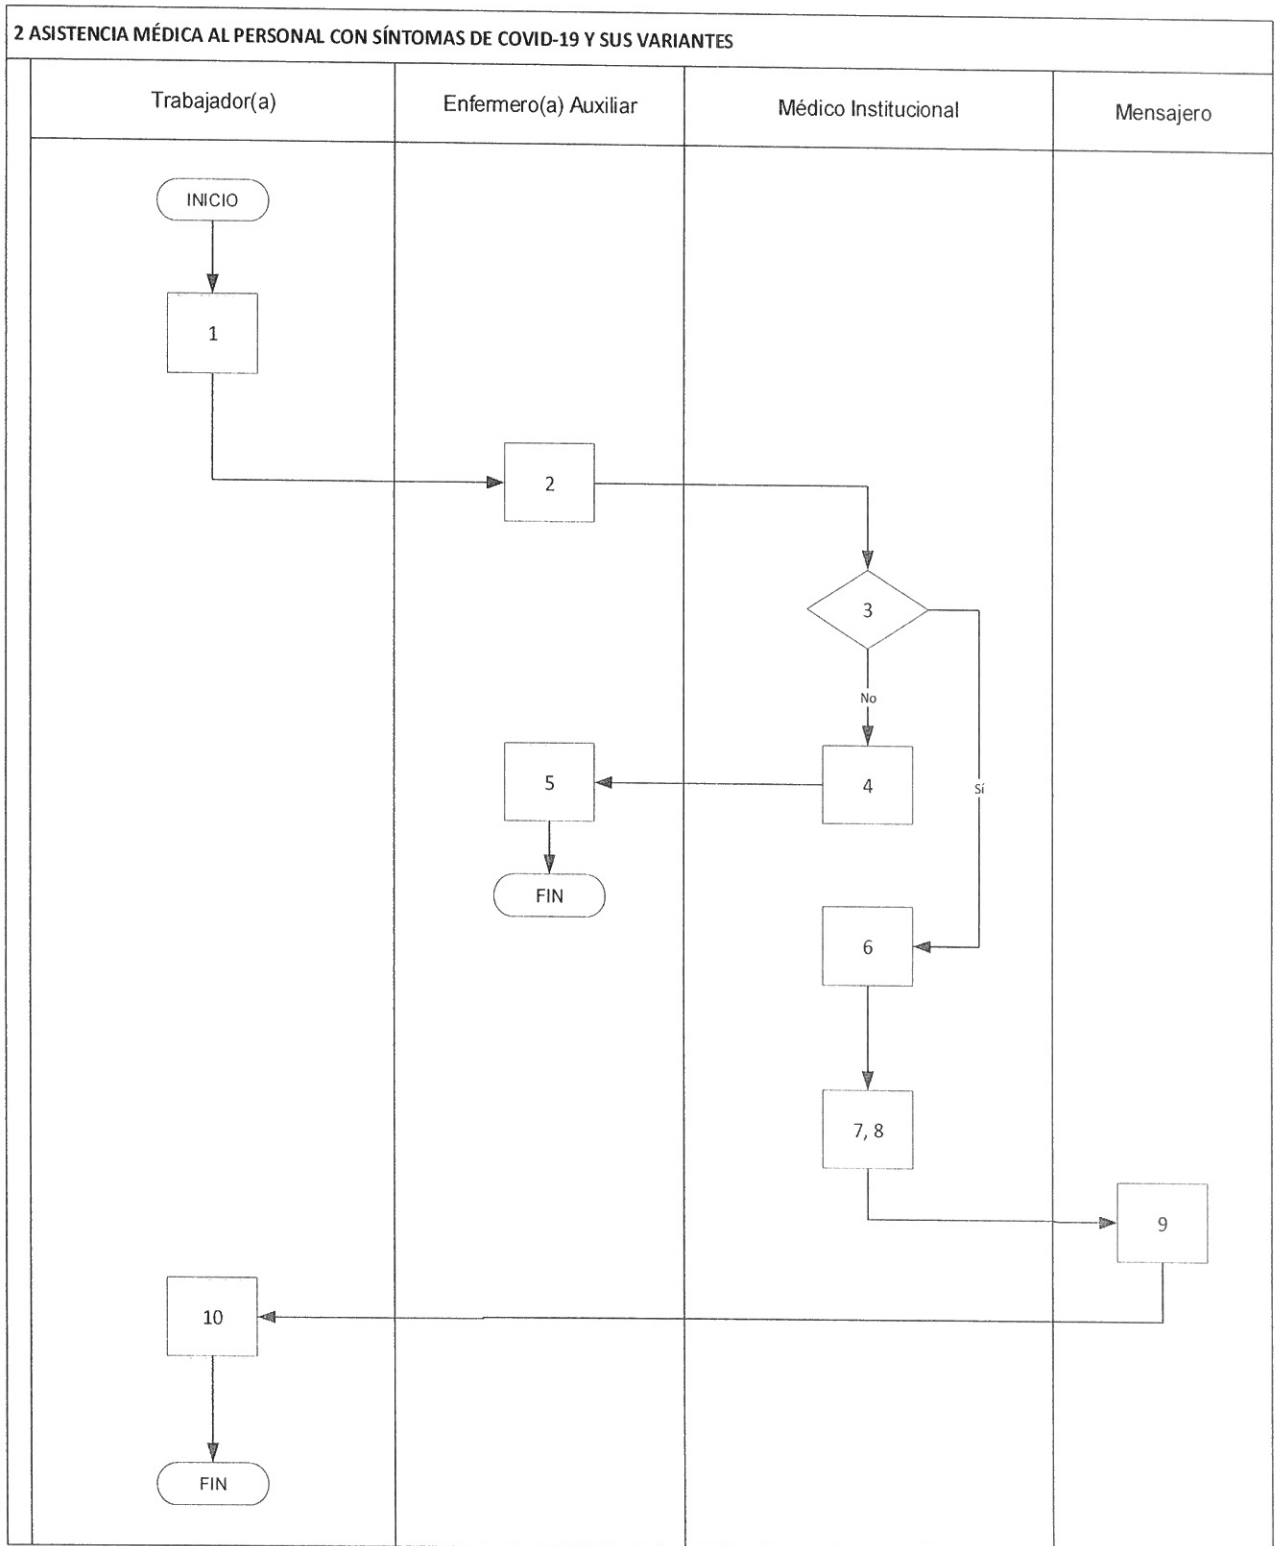 2 ASISTENCIA MÉDICA AL PERSONAL CON SÍNTOMAS DE COVID-19 Y SUS VARIANTES
Trabajador(a)
Enfermero(a) Auxiliar
Médico Institucional
Mensajero
INICIO
1
2
3
No
4
5
Sí
FIN
6
7, 8
9
10
FIN